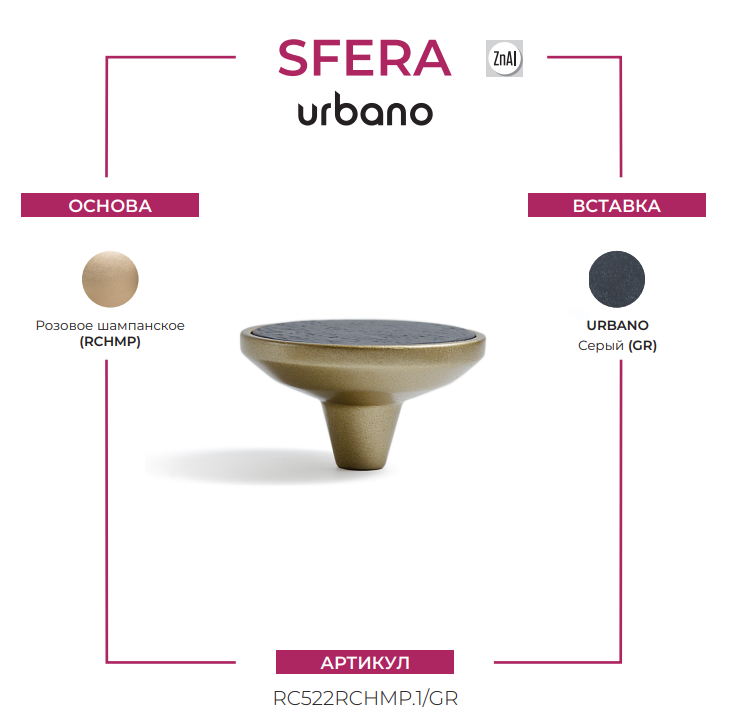 SFERA
ZnAl
urbano
ОСНОВА
ВСТАВКА
Розовое шампанское
(RCHMP)
URBANO
Серый (GR)
АРТИКУЛ
RC522RCHMP.1/GR